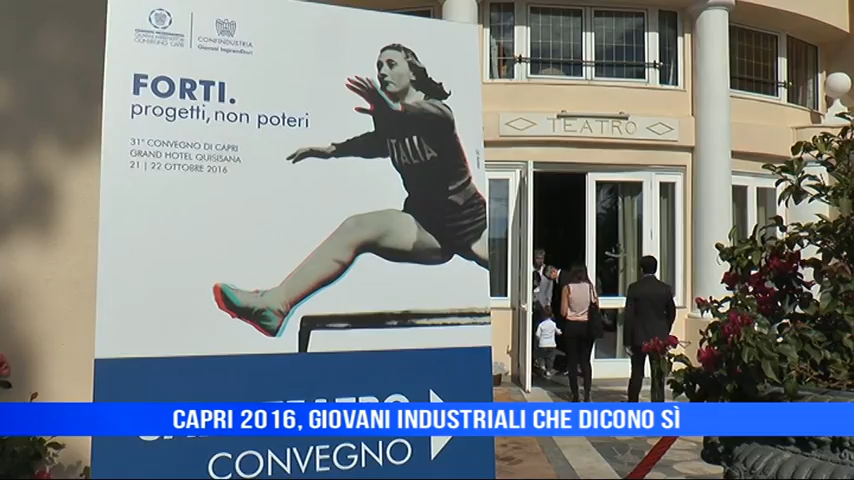 CONFINDUSTRIA
Giovani Imprenditori
FORTI.
progetti, non poteri
31° CONVEGNO DI CAPRI
GRAND HOTEL QUISISANA
21 | 22 OTTOBRE 2016
ITALIA
TEATRO
CAPRI 2016, GIOVANI INDUSTRIALI CHE DICONO SÌ
CONVEGNO